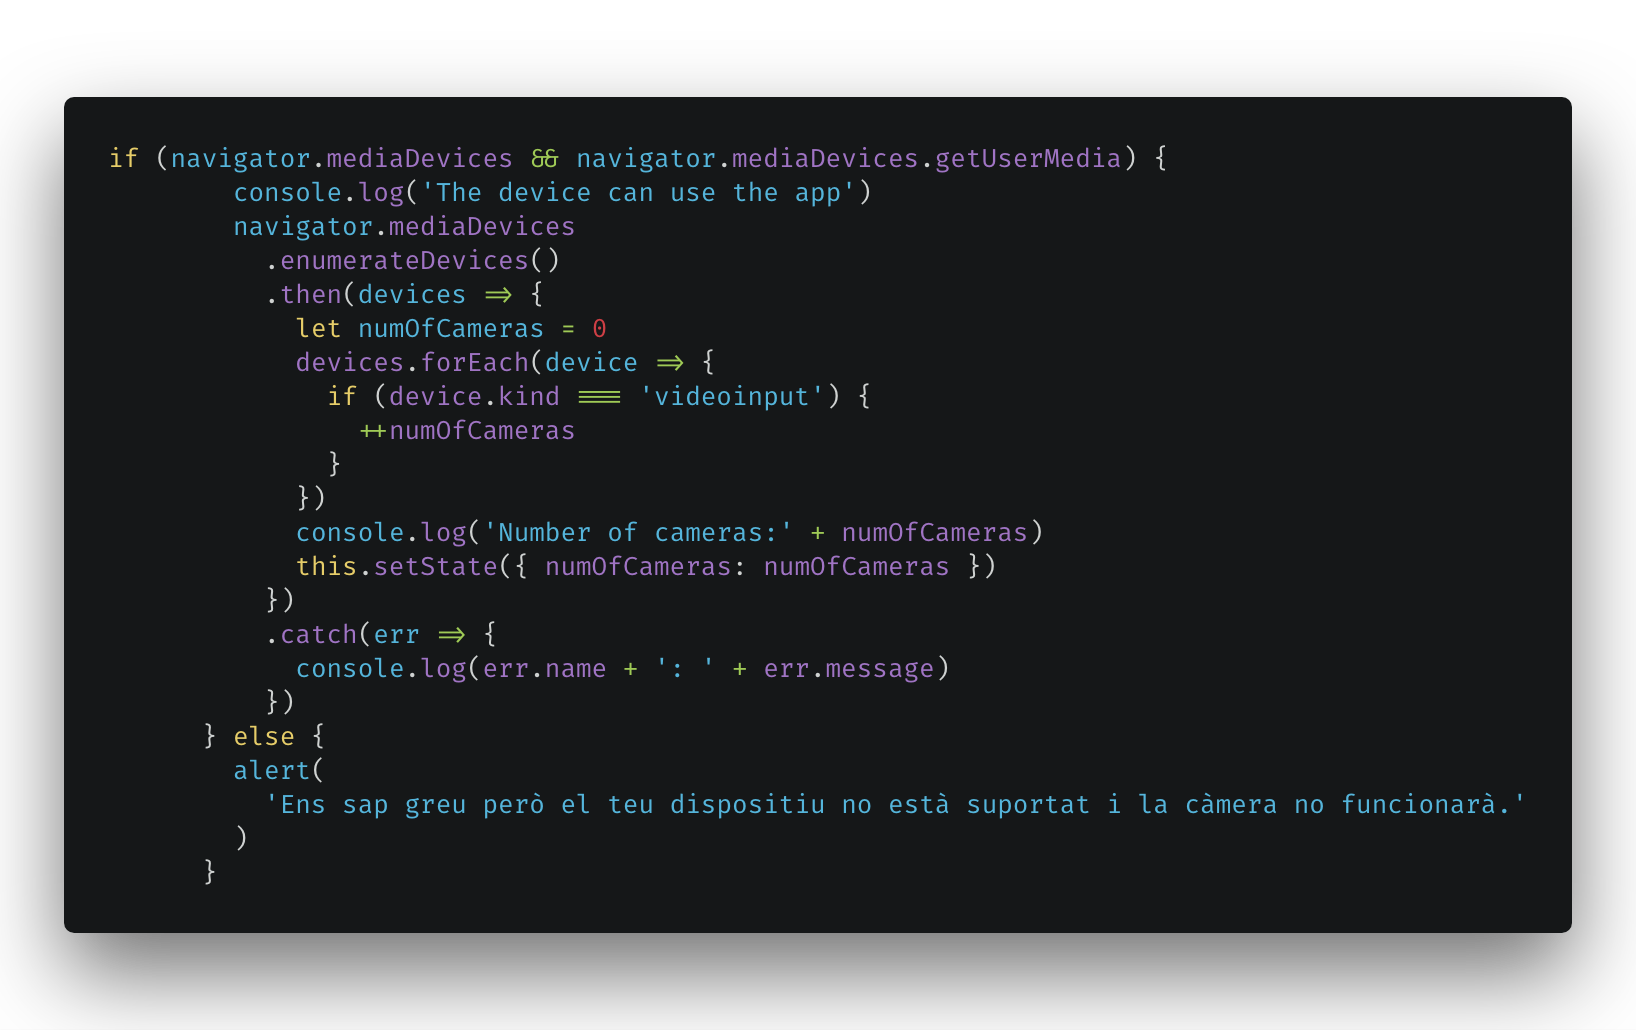 if (navigator.mediaDevices && navigator.mediaDevices.getUserMedia) {
        console.log('The device can use the app')
        navigator.mediaDevices
          .enumerateDevices()
          .then(devices => {
            let numOfCameras = 0
            devices.forEach(device => {
              if (device.kind === 'videoinput') {
                ++numOfCameras
              }
            })
            console.log('Number of cameras:' + numOfCameras)
            this.setState({ numOfCameras: numOfCameras })
          })
          .catch(err => {
            console.log(err.name + ': ' + err.message)
          })
      } else {
        alert(
          'Ens sap greu però el teu dispositiu no està suportat i la càmera no funcionarà.'
        )
      }